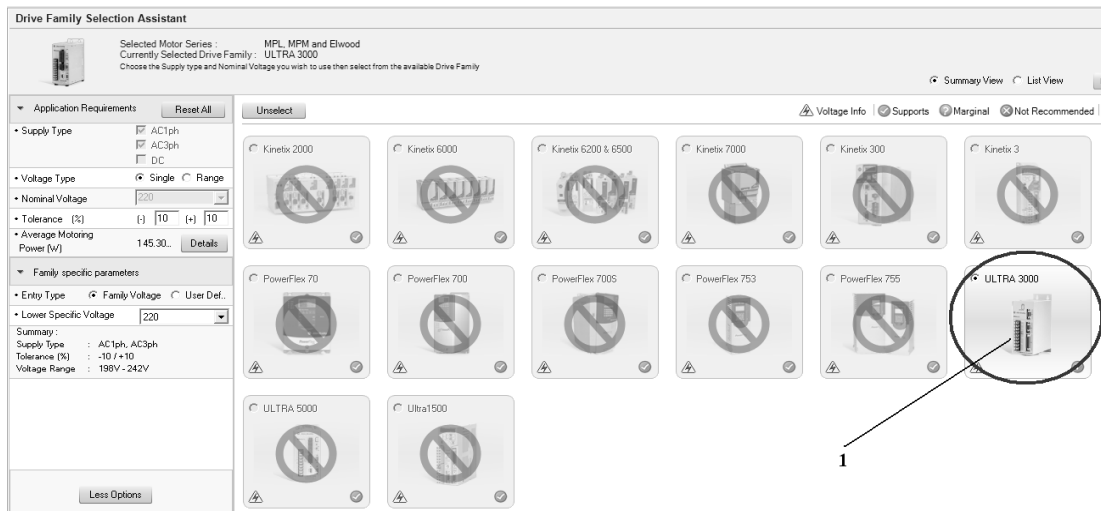 Drive Family Selection Assistant
Selected Motor Series : MPL, MPM and Elwood
Currently Selected Drive Family : ULTRA 3000
Choose the Supply type and Nominal Voltage you wish to use then select from the available Drive Family
Summary View List View
Application Requirements Reset All
Unselect
Voltage Info Supports Marginal Not Recommended
Supply Type AC1ph
AC3ph
DC
Voltage Type Single Range
Nominal Voltage 220
Tolerance (%) (-) 10 (+) 10
Average Motoring
Power (W) 145.30... Details
Family specific parameters
Entry Type Family Voltage User Def..
Lower Specific Voltage 220
Summary :
Supply Type : AC1ph, AC3ph
Tolerance (%) : -10 / +10
Voltage Range : 198V - 242V
Less Options
Kinetix 2000
Kinetix 6000
Kinetix 6200 & 6500
Kinetix 7000
Kinetix 300
Kinetix 3
PowerFlex 70
PowerFlex 700
PowerFlex 700S
PowerFlex 753
PowerFlex 755
ULTRA 3000
ULTRA 5000
Ultra1500
1